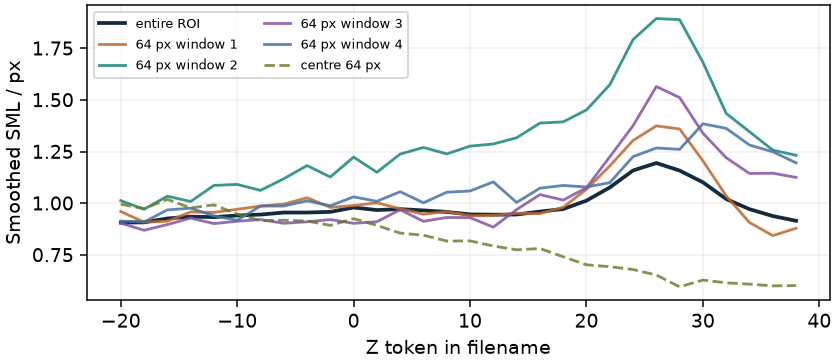 entire ROI
64 px window 1
64 px window 2
64 px window 3
64 px window 4
centre 64 px
Smoothed SML / px
1.75
1.50
1.25
1.00
0.75
−20 −10 0 10 20 30 40
Z token in filename